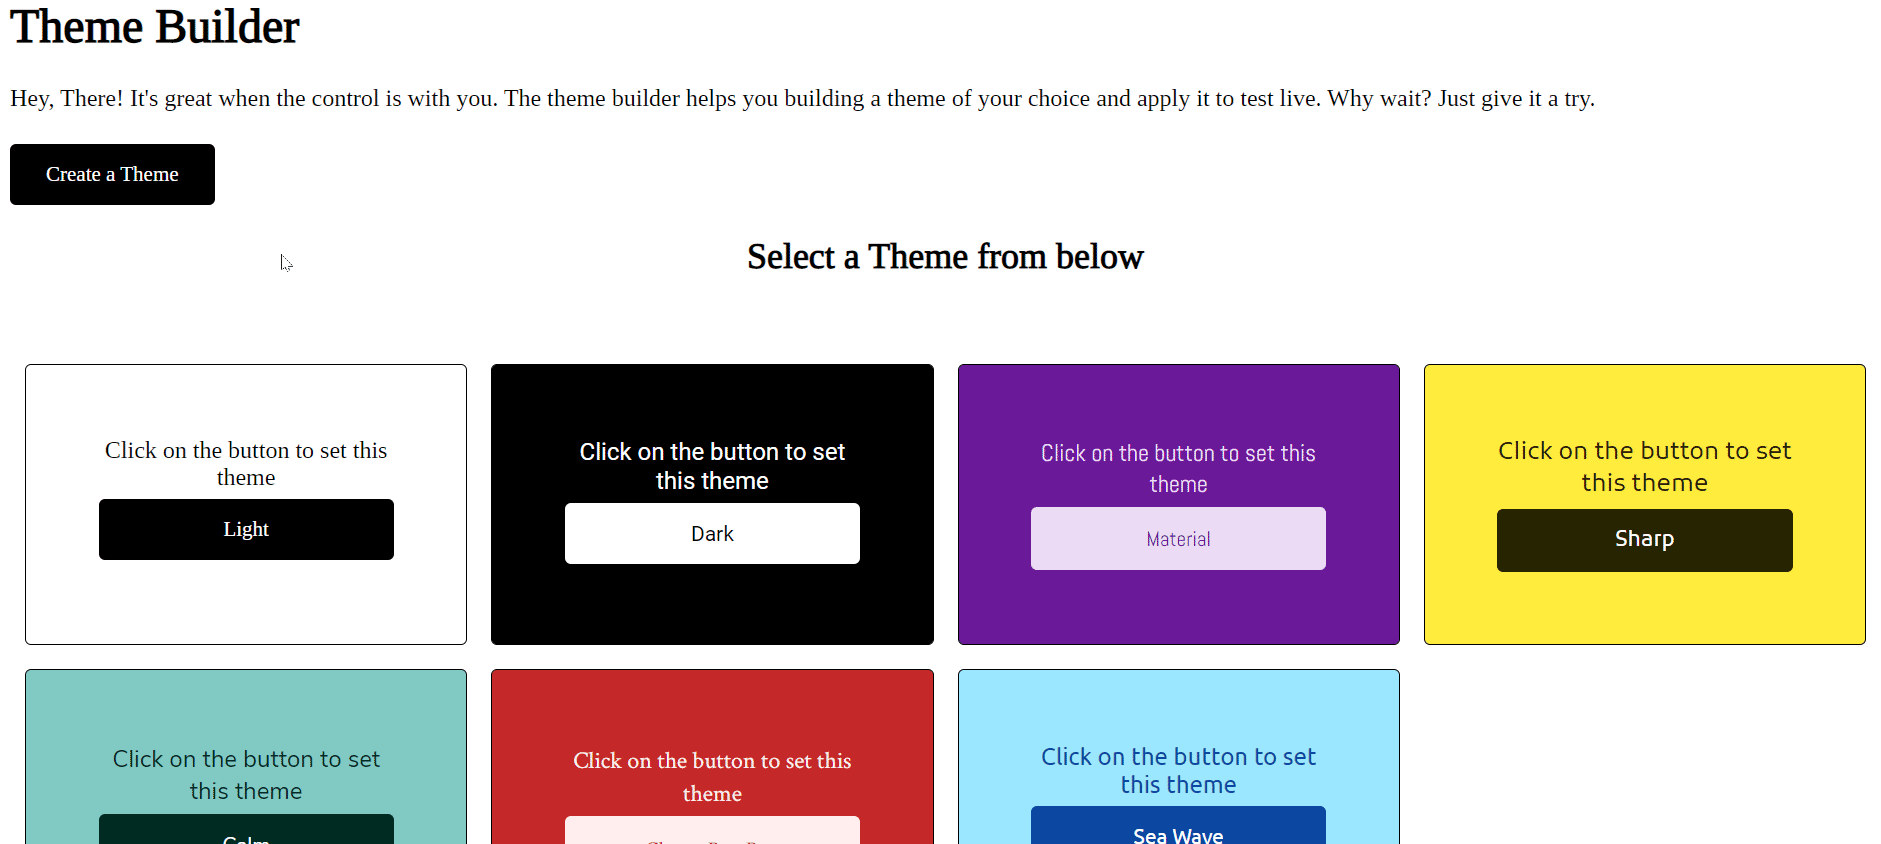 Theme Builder
Hey, There! It's great when the control is with you. The theme builder helps you building a theme of your choice and apply it to test live. Why wait? Just give it a try.
Create a Theme
Select a Theme from below
Click on the button to set this
theme
Light
Click on the button to set
this theme
Dark
Click on the button to set this
theme
Material
Click on the button to set
this theme
Sharp
Click on the button to set
this theme
Calm
Click on the button to set this
theme
Click on the button to set
this theme
Sea Wave